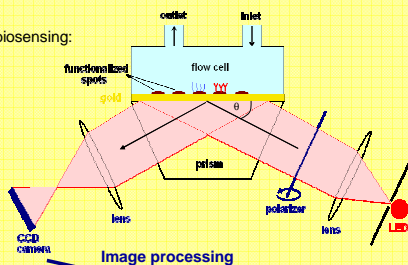 outlet
inlet
biosensing:
flow cell
functionalized
spots
gold
θ
prism
lens
polarizer
lens
LED
CCD
camera
Image processing